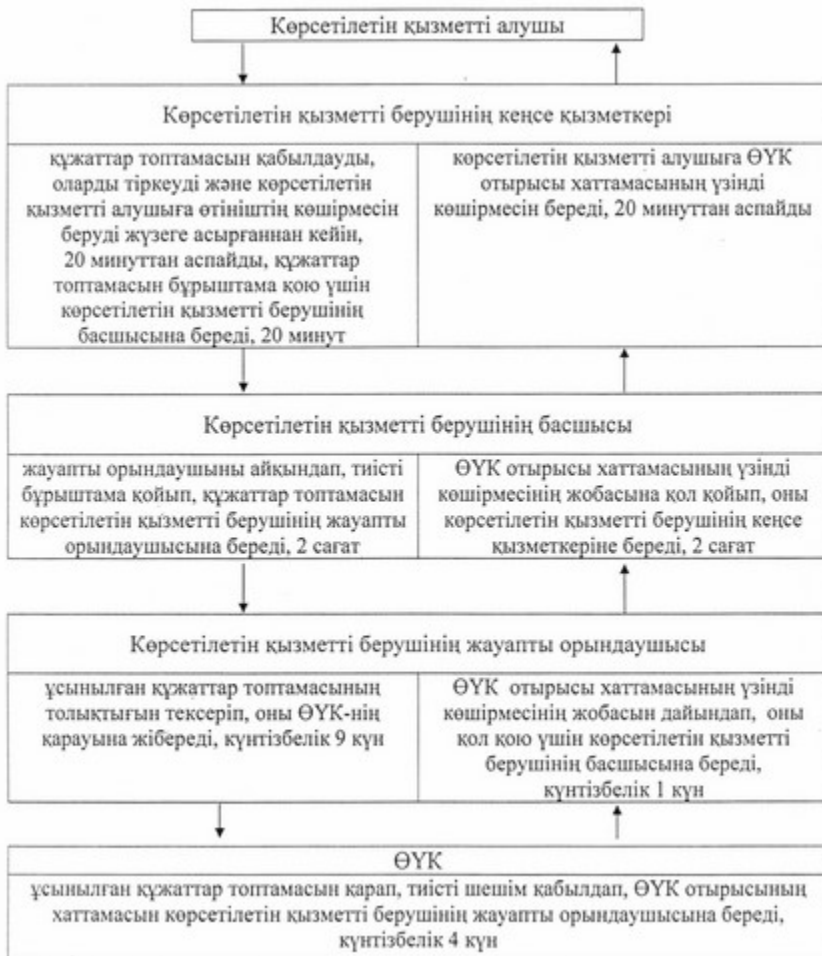 Көрсетілетін қызметті алушы
Көрсетілетін қызметті берушінің кеңсе қызметкері
құжаттар топтамасын қабылдауды,
оларды тіркеуді және көрсетілетін
қызметті алушыға өтініштің көшірмесін
беруді жүзеге асырғаннан кейін,
20 минуттан аспайды, құжаттар
топтамасын бұрыштама қою үшін
көрсетілетін қызметті берушінің
басшысына береді, 20 минут
көрсетілетін қызметті алушыға ӨҮК
отырысы хаттамасының үзінді
көшірмесін береді, 20 минуттан аспайды
Көрсетілетін қызметті берушінің басшысы
жауапты орындаушыны айқындап, тиісті
бұрыштама қойып, құжаттар топтамасын
көрсетілетін қызметті берушінің жауапты
орындаушысына береді, 2 сағат
ӨҮК отырысы хаттамасының үзінді
көшірмесінің жобасына қол қойып, оны
көрсетілетін қызметті берушінің кеңсе
қызметкеріне береді, 2 сағат
Көрсетілетін қызметті берушінің жауапты орындаушысы
ұсынылған құжаттар топтамасының
толықтығын тексеріп, оны ӨҮК-нің
қарауына жібереді, күнтізбелік 9 күн
ӨҮК отырысы хаттамасының үзінді
көшірмесінің жобасын дайындап, оны
қол қою үшін көрсетілетін қызметті
берушінің басшысына береді,
күнтізбелік 1 күн
ӨҮК
ұсынылған құжаттар топтамасын қарап, тиісті шешім қабылдап, ӨҮК отырысының
хаттамасын көрсетілетін қызметті берушінің жауапты орындаушысына береді,
күнтізбелік 4 күн